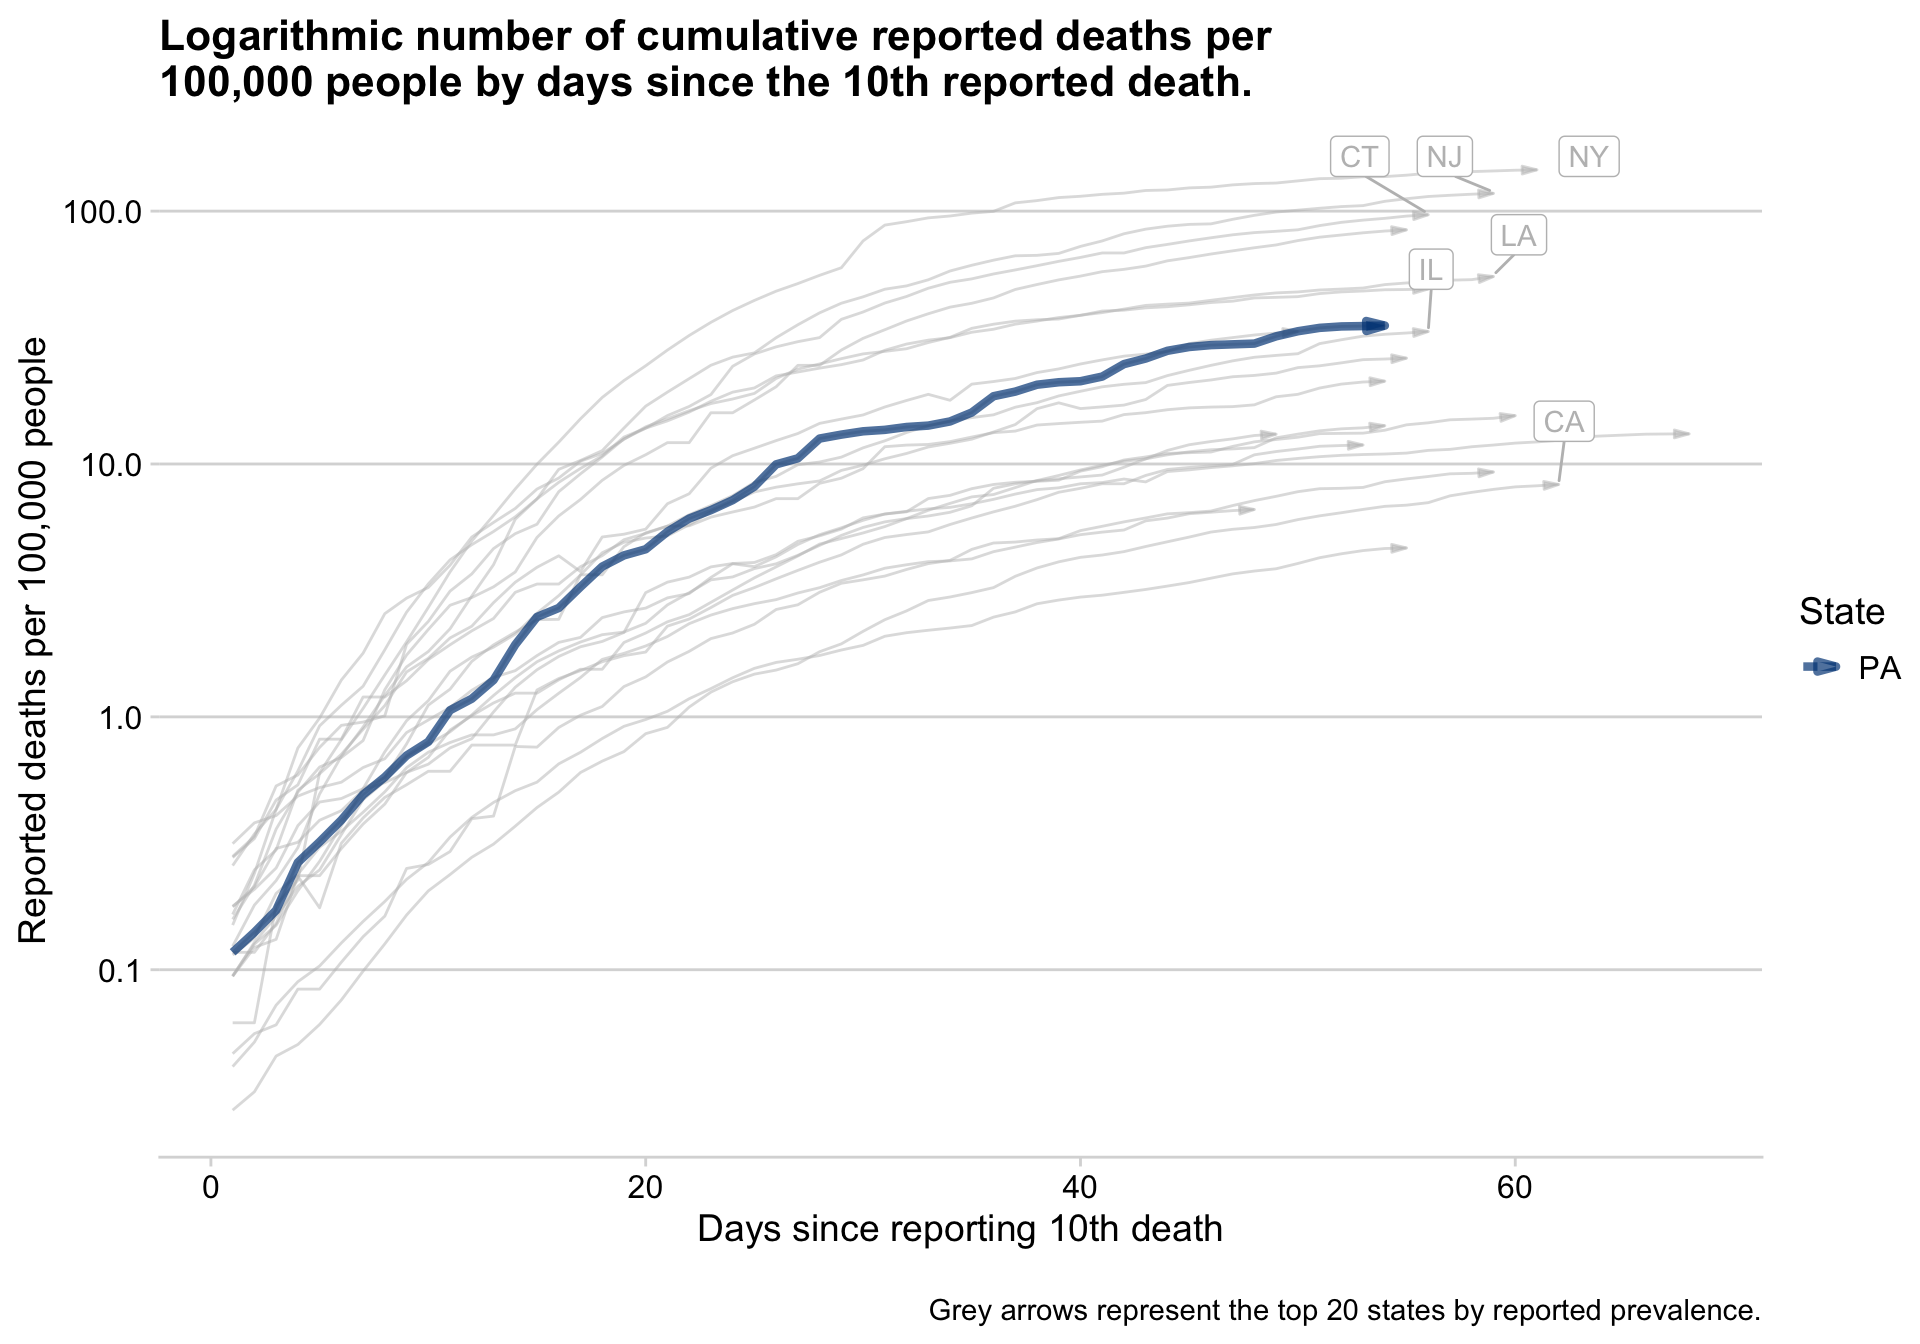 Logarithmic number of cumulative reported deaths per
100,000 people by days since the 10th reported death.
CT NJ NY
LA
IL
CA
100.0
10.0
1.0
0.1
Reported deaths per 100,000 people
0 20 40 60
Days since reporting 10th death
State
PA
Grey arrows represent the top 20 states by reported prevalence.